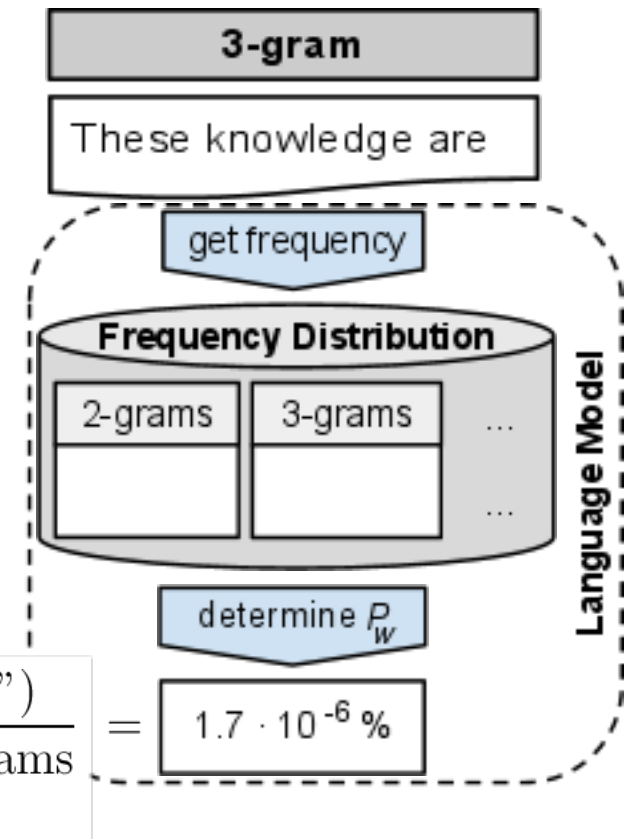 3-gram
These knowledge are
get frequency
Frequency Distribution
2-grams 3-grams ...
...
Language Model
determine P_w
”)
ams
= 1.7 · 10^-6 %